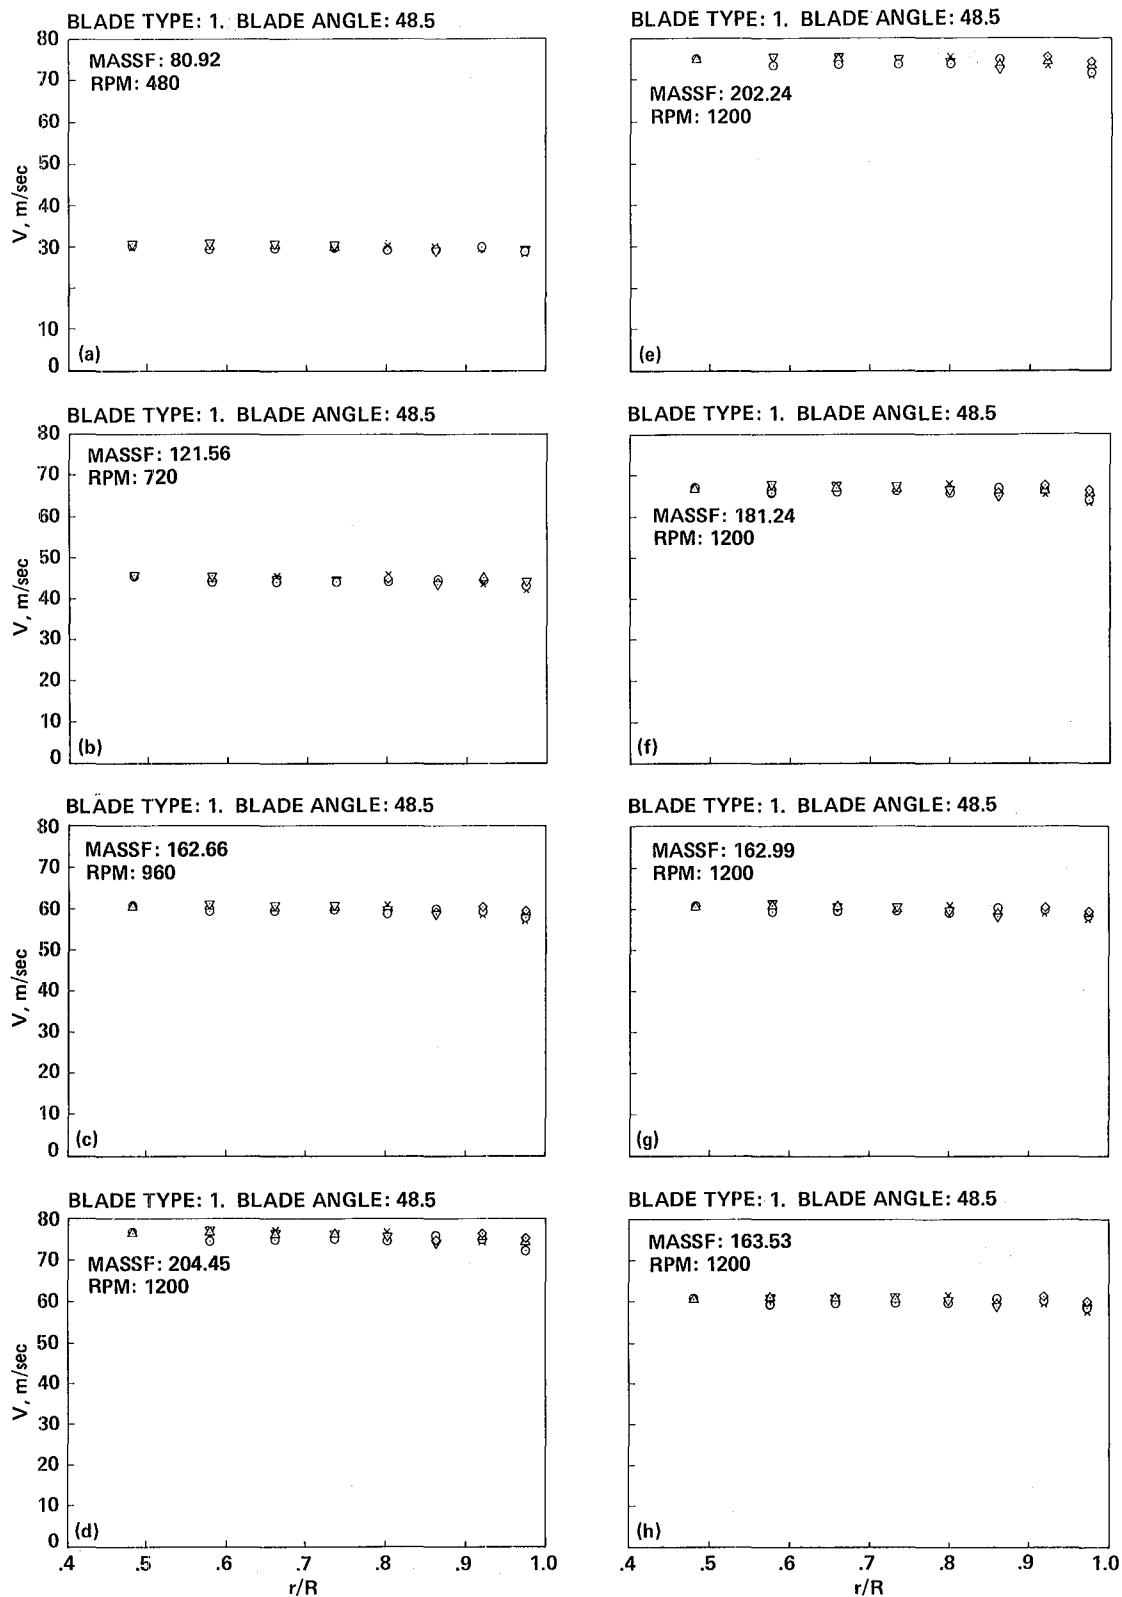 BLADE TYPE: 1. BLADE ANGLE: 48.5
MASSF: 80.92
RPM: 480
80
70
60
50
40
30
10
0
V, m/sec
(a)
BLADE TYPE: 1. BLADE ANGLE: 48.5
MASSF: 121.56
RPM: 720
80
70
60
50
40
30
20
10
0
V, m/sec
(b)
BLADE TYPE: 1. BLADE ANGLE: 48.5
MASSF: 162.66
RPM: 960
80
70
60
50
40
30
20
10
0
V, m/sec
(c)
BLADE TYPE: 1. BLADE ANGLE: 48.5
MASSF: 204.45
RPM: 1200
80
70
60
50
40
30
20
10
0
V, m/sec
(d)
.4 .5 .6 .7 .8 .9 1.0
r/R
BLADE TYPE: 1. BLADE ANGLE: 48.5
MASSF: 202.24
RPM: 1200
(e)
BLADE TYPE: 1. BLADE ANGLE: 48.5
MASSF: 181.24
RPM: 1200
(f)
BLADE TYPE: 1. BLADE ANGLE: 48.5
MASSF: 162.99
RPM: 1200
(g)
BLADE TYPE: 1. BLADE ANGLE: 48.5
MASSF: 163.53
RPM: 1200
(h)
.4 .5 .6 .7 .8 .9 1.0
r/R